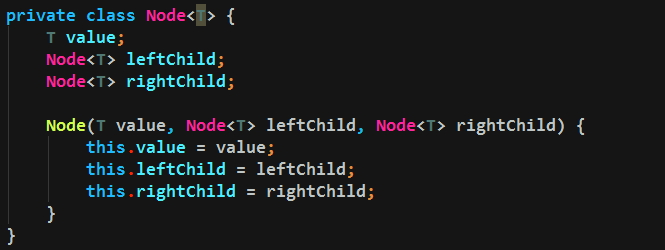 private class Node<T> {
    T value;
    Node<T> leftChild;
    Node<T> rightChild;

    Node(T value, Node<T> leftChild, Node<T> rightChild) {
        this.value = value;
        this.leftChild = leftChild;
        this.rightChild = rightChild;
    }
}